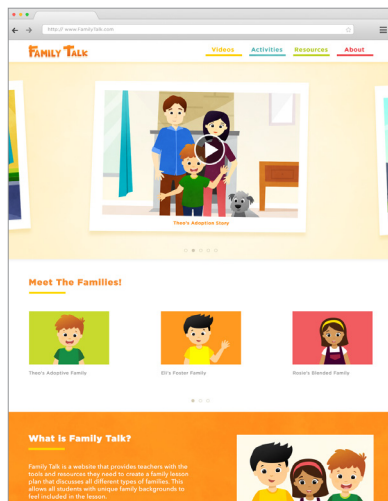 http:// www.FamilyTalk.com
Family Talk
Videos Activities Resources About
Theo's Adoption Story
Meet The Families!
Theo's Adoptive Family Eli's Foster Family Rosie's Blended Family
What is Family Talk?
Family Talk is a website that provides teachers with the
tools and resources they need to create a family lesson
plan that discusses all different types of families. This
allows all students with unique family backgrounds to
feel included in the lesson.